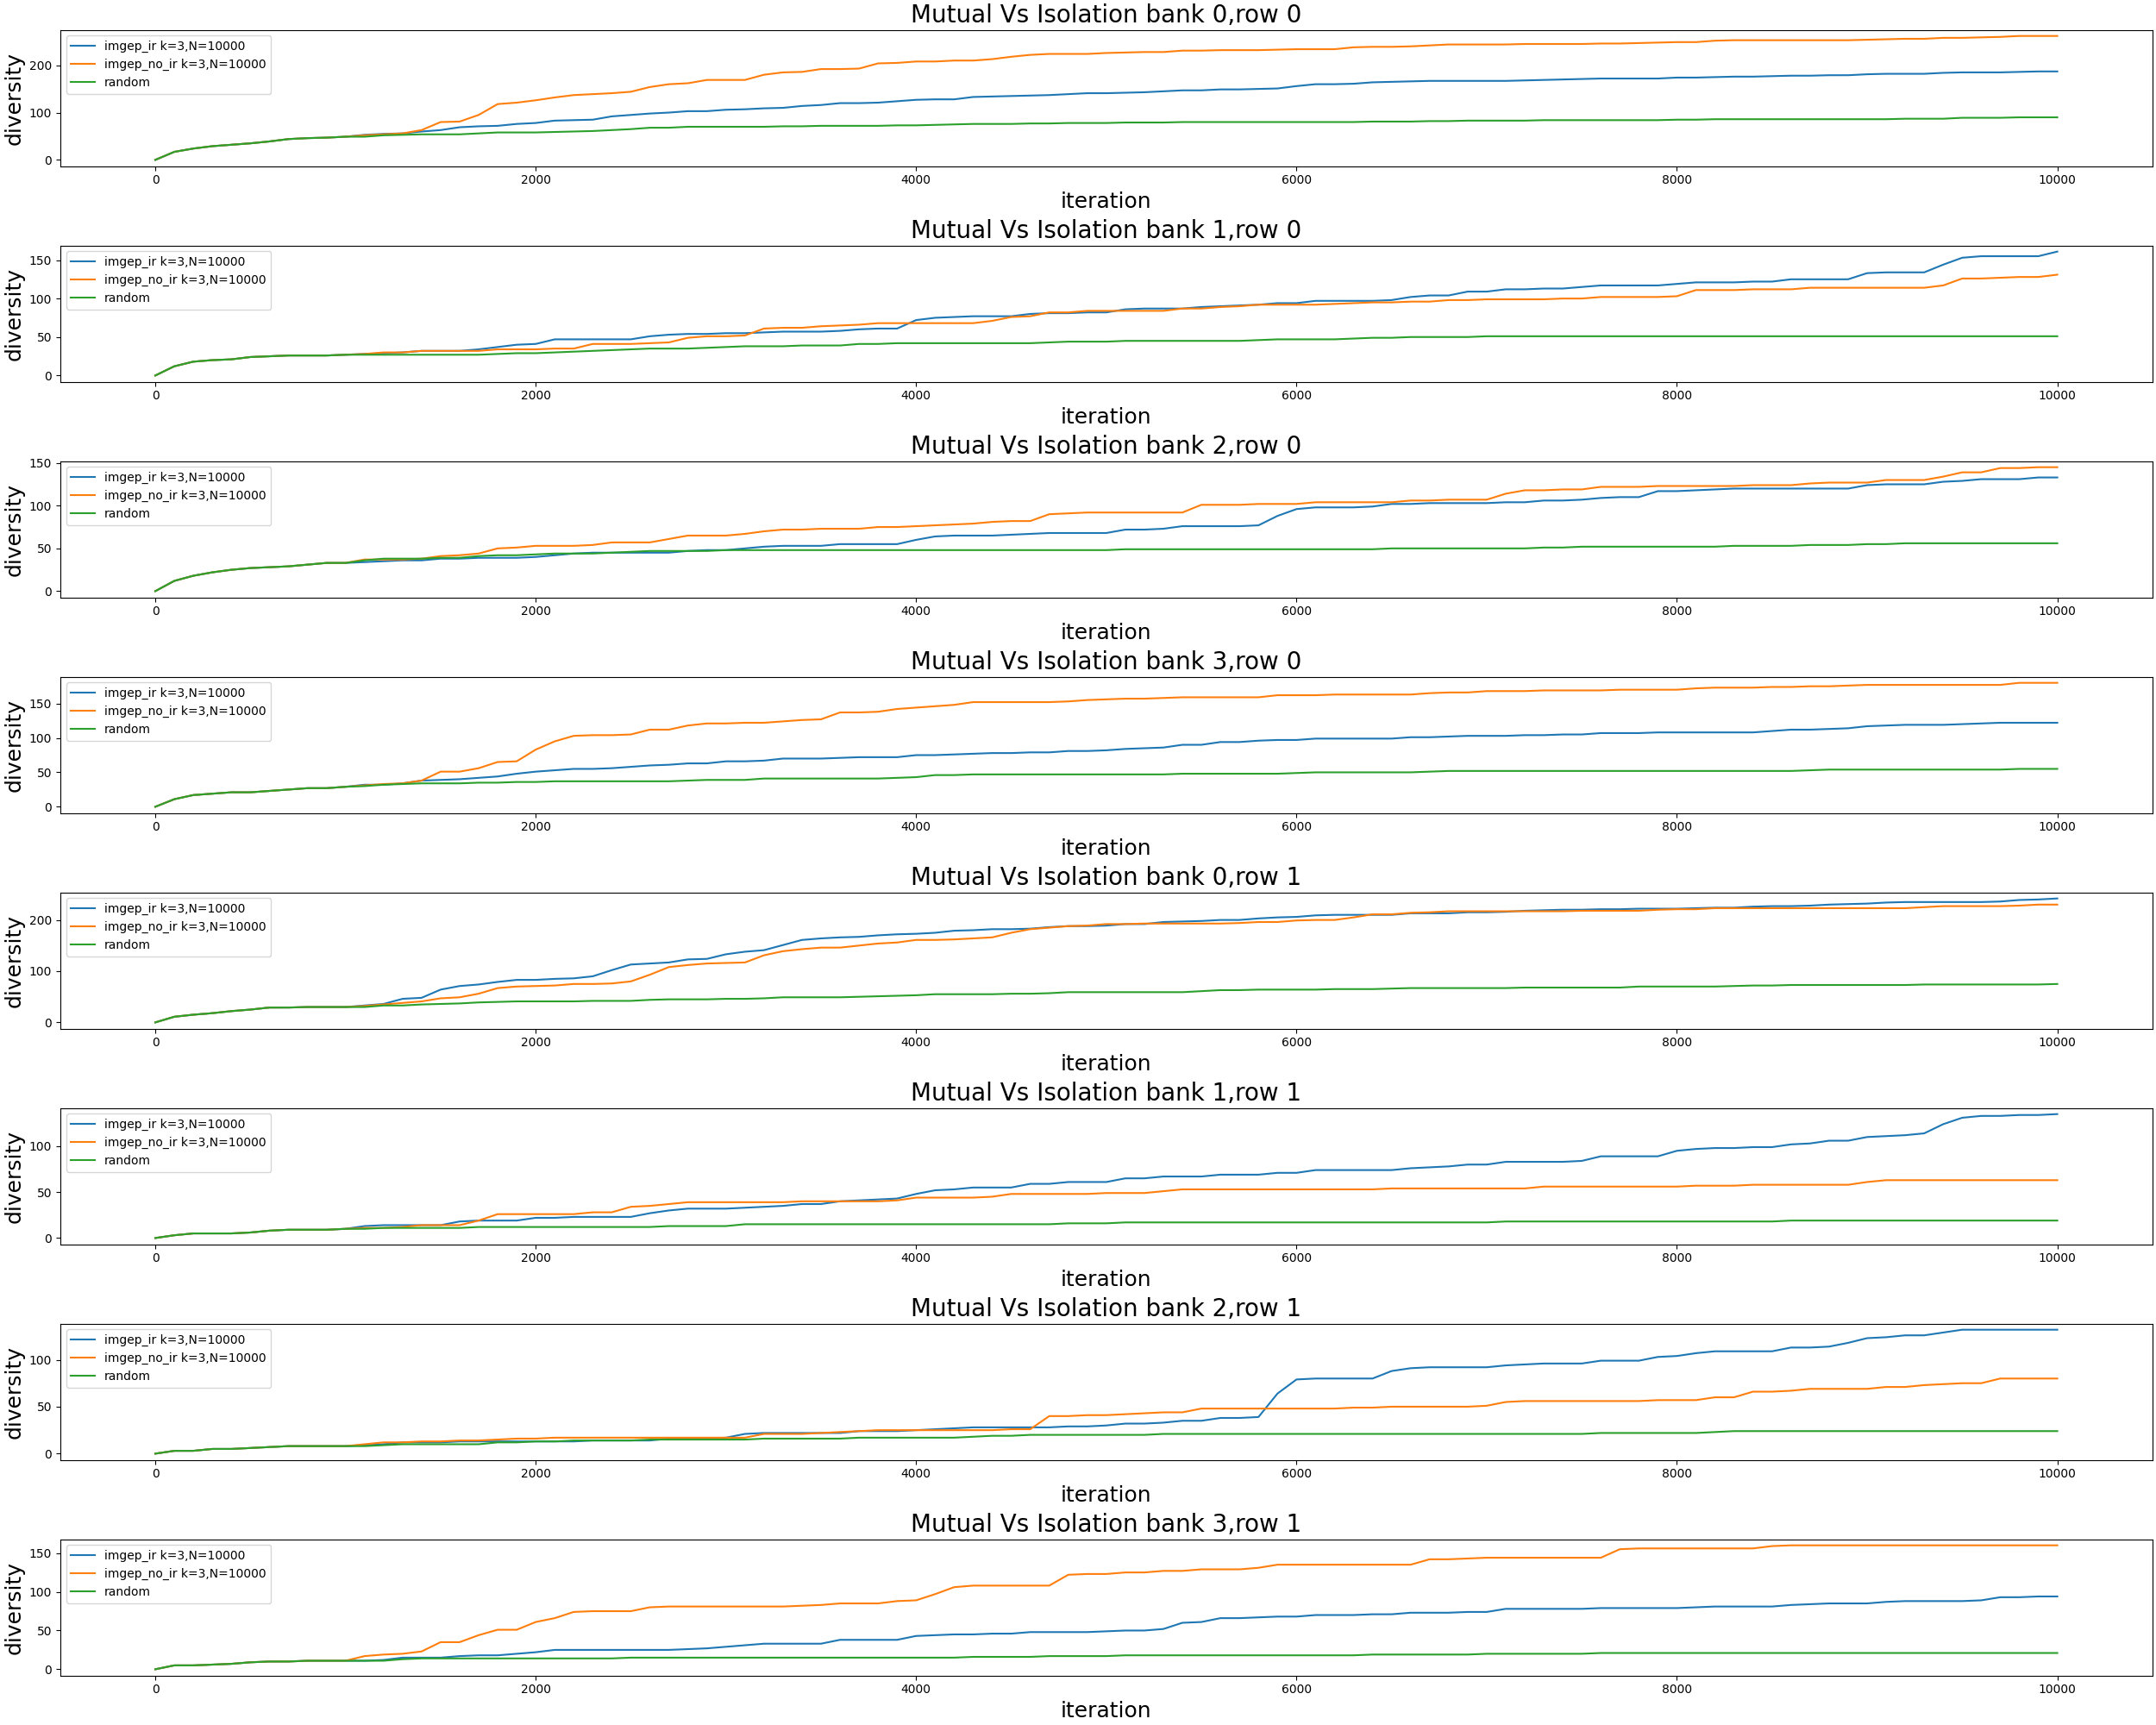 Mutual Vs Isolation bank 0,row 0
diversity
200
100
0
imgep_ir k=3,N=10000
imgep_no_ir k=3,N=10000
random
0 2000 4000 6000 8000 10000
iteration
Mutual Vs Isolation bank 1,row 0
diversity
150
100
50
0
imgep_ir k=3,N=10000
imgep_no_ir k=3,N=10000
random
0 2000 4000 6000 8000 10000
iteration
Mutual Vs Isolation bank 2,row 0
diversity
150
100
50
0
imgep_ir k=3,N=10000
imgep_no_ir k=3,N=10000
random
0 2000 4000 6000 8000 10000
iteration
Mutual Vs Isolation bank 3,row 0
diversity
150
100
50
0
imgep_ir k=3,N=10000
imgep_no_ir k=3,N=10000
random
0 2000 4000 6000 8000 10000
iteration
Mutual Vs Isolation bank 0,row 1
diversity
200
100
0
imgep_ir k=3,N=10000
imgep_no_ir k=3,N=10000
random
0 2000 4000 6000 8000 10000
iteration
Mutual Vs Isolation bank 1,row 1
diversity
100
50
0
imgep_ir k=3,N=10000
imgep_no_ir k=3,N=10000
random
0 2000 4000 6000 8000 10000
iteration
Mutual Vs Isolation bank 2,row 1
diversity
100
50
0
imgep_ir k=3,N=10000
imgep_no_ir k=3,N=10000
random
0 2000 4000 6000 8000 10000
iteration
Mutual Vs Isolation bank 3,row 1
diversity
150
100
50
0
imgep_ir k=3,N=10000
imgep_no_ir k=3,N=10000
random
0 2000 4000 6000 8000 10000
iteration